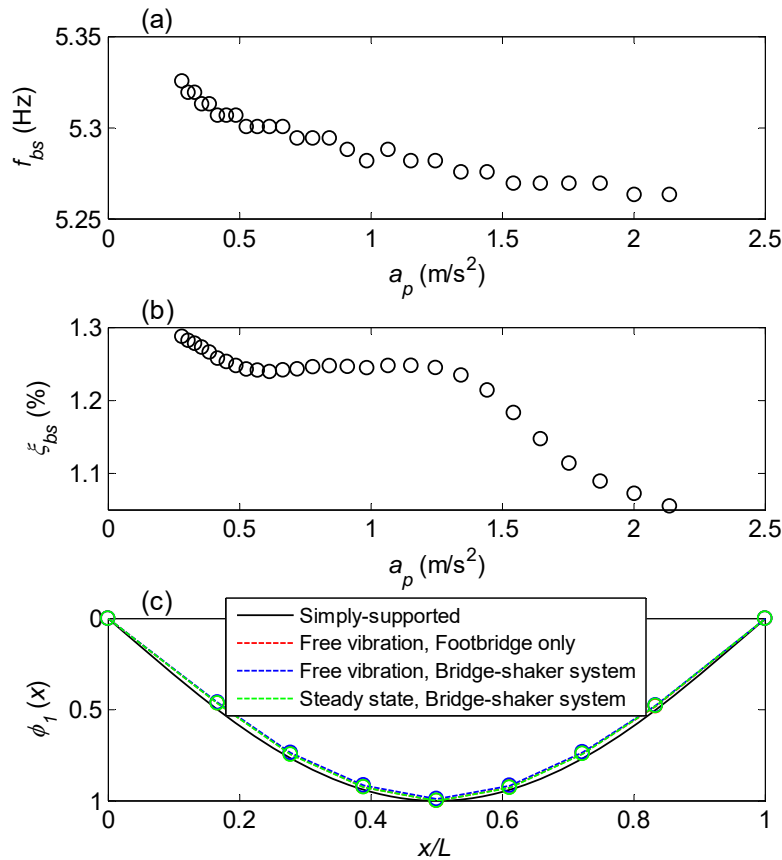 (a)
5.35
5.3
5.25
f_bs (Hz)
0 0.5 1 1.5 2 2.5
a_p (m/s²)
(b)
1.3
1.2
1.1
ξ_bs (%)
0 0.5 1 1.5 2 2.5
a_p (m/s²)
(c)
0
0.5
1
ϕ_1 (x)
Simply-supported
Free vibration, Footbridge only
Free vibration, Bridge-shaker system
Steady state, Bridge-shaker system
0 0.2 0.4 0.6 0.8 1
x/L